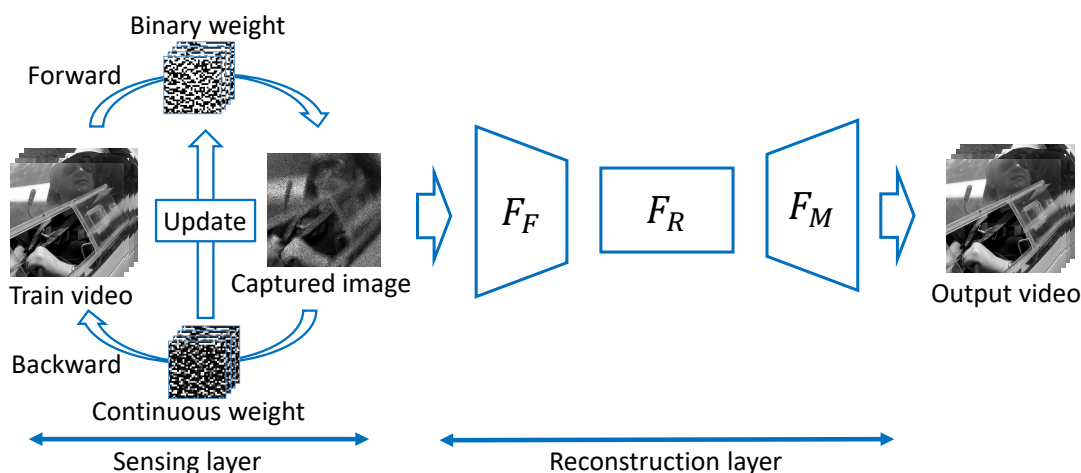 Binary weight
Forward
Update
Train video
Captured image
Backward
Continuous weight
Sensing layer
F_F
F_R
F_M
Reconstruction layer
Output video